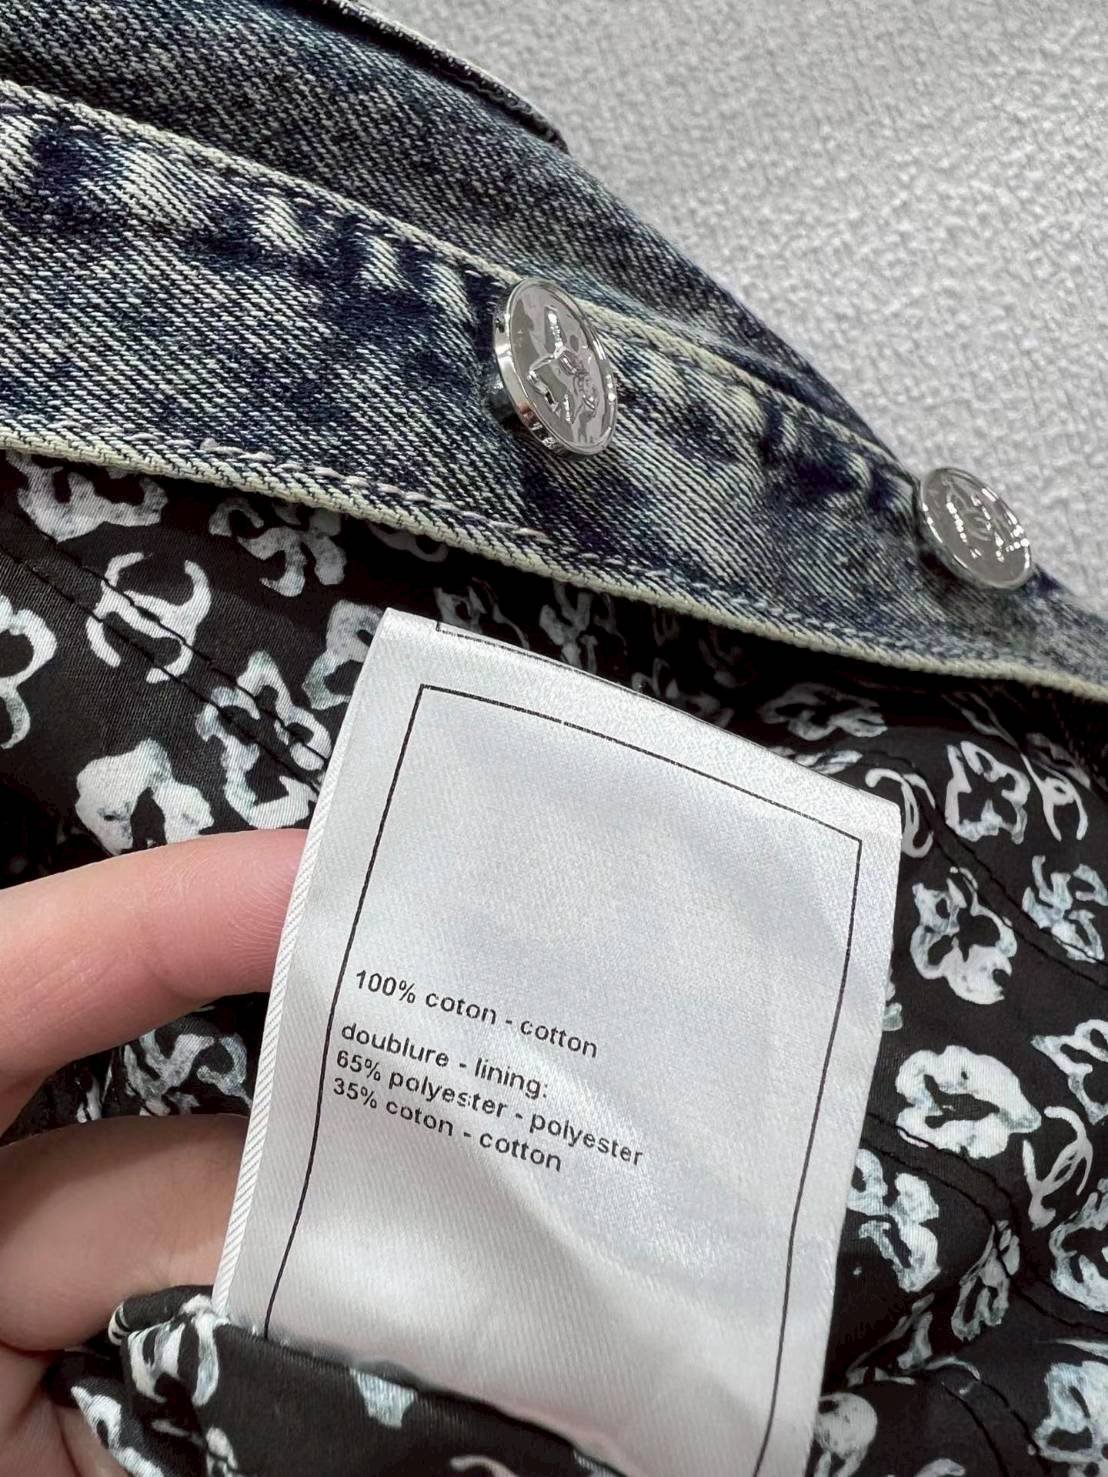 100% coton - cotton
doublure - lining:
65% polyester - polyester
35% coton - cotton